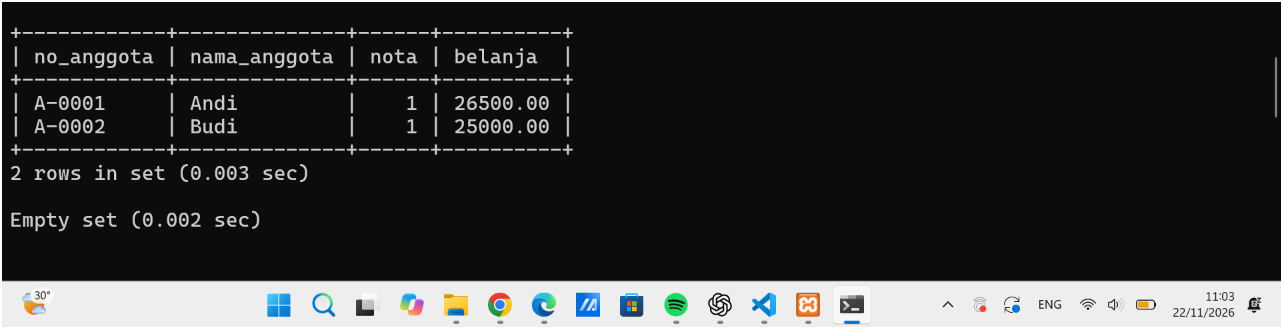 +------------+--------------+------+----------+
| no_anggota | nama_anggota | nota | belanja  |
+------------+--------------+------+----------+
| A-0001     | Andi         |    1 | 26500.00 |
| A-0002     | Budi         |    1 | 25000.00 |
+------------+--------------+------+----------+
2 rows in set (0.003 sec)
Empty set (0.002 sec)
30°
ENG
11:03
22/11/2026